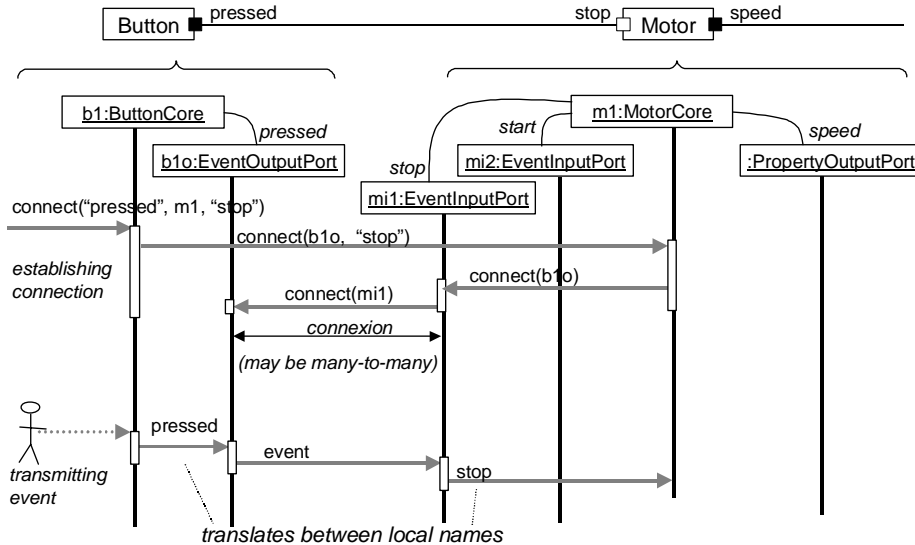 pressed
stop
speed
Button
Motor
b1:ButtonCore
m1:MotorCore
pressed
start
speed
b1o:EventOutputPort
stop
mi2:EventInputPort
:PropertyOutputPort
mi1:EventInputPort
connect(“pressed”, m1, “stop”)
connect(b1o, “stop”)
establishing
connection
connect(b1o)
connect(mi1)
connexion
(may be many-to-many)
pressed
event
stop
transmitting
event
translates between local names